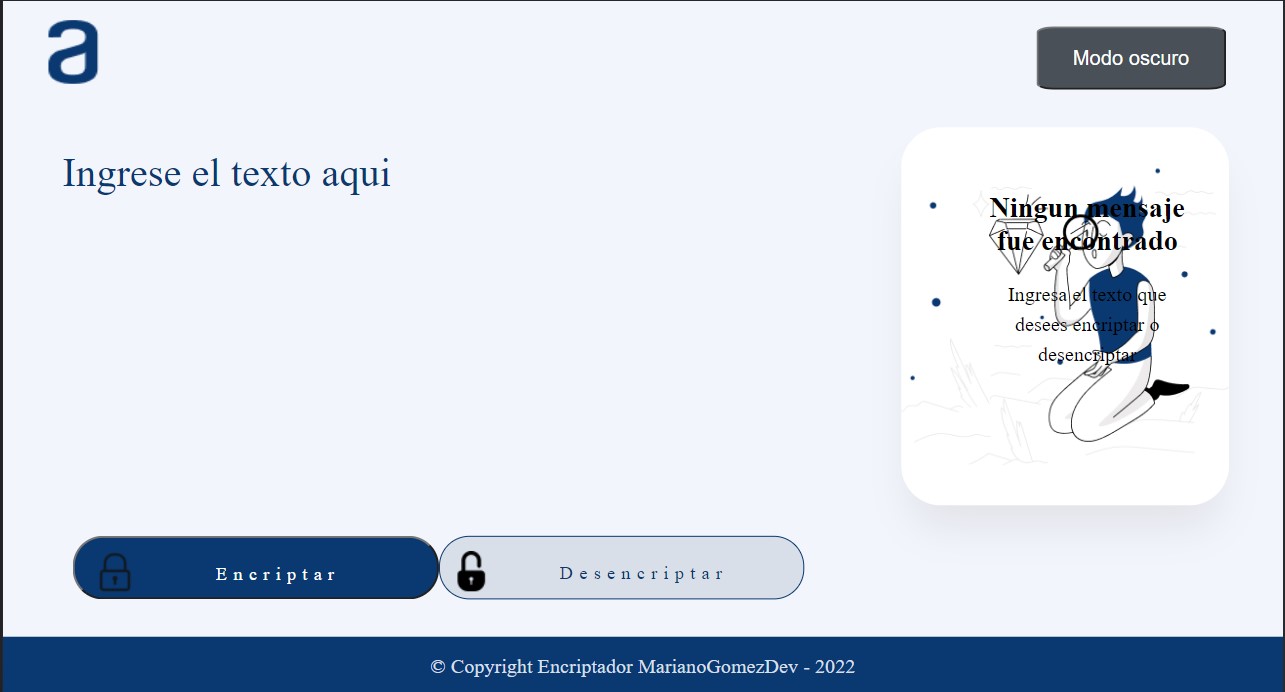 a
Modo oscuro
Ingrese el texto aqui
Ningun mensaje
fue encontrado
Ingresa el texto que
desees encriptar o
desencriptar
Encriptar
Desencriptar
© Copyright Encriptador MarianoGomezDev - 2022